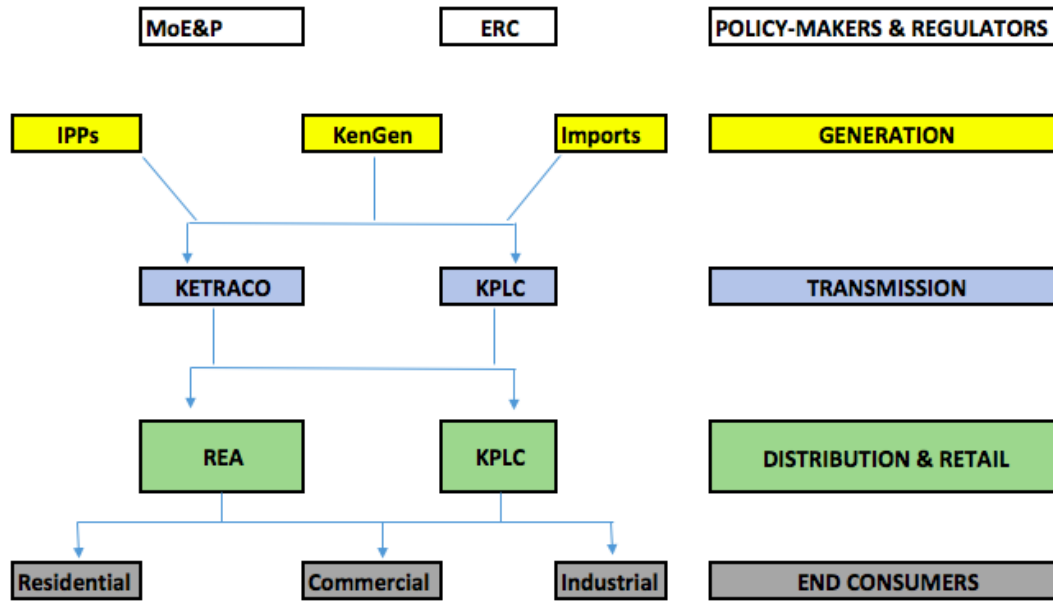 MoE&P
ERC
POLICY-MAKERS & REGULATORS
IPPs
KenGen
Imports
GENERATION
KETRACO
KPLC
TRANSMISSION
REA
KPLC
DISTRIBUTION & RETAIL
Residential
Commercial
Industrial
END CONSUMERS